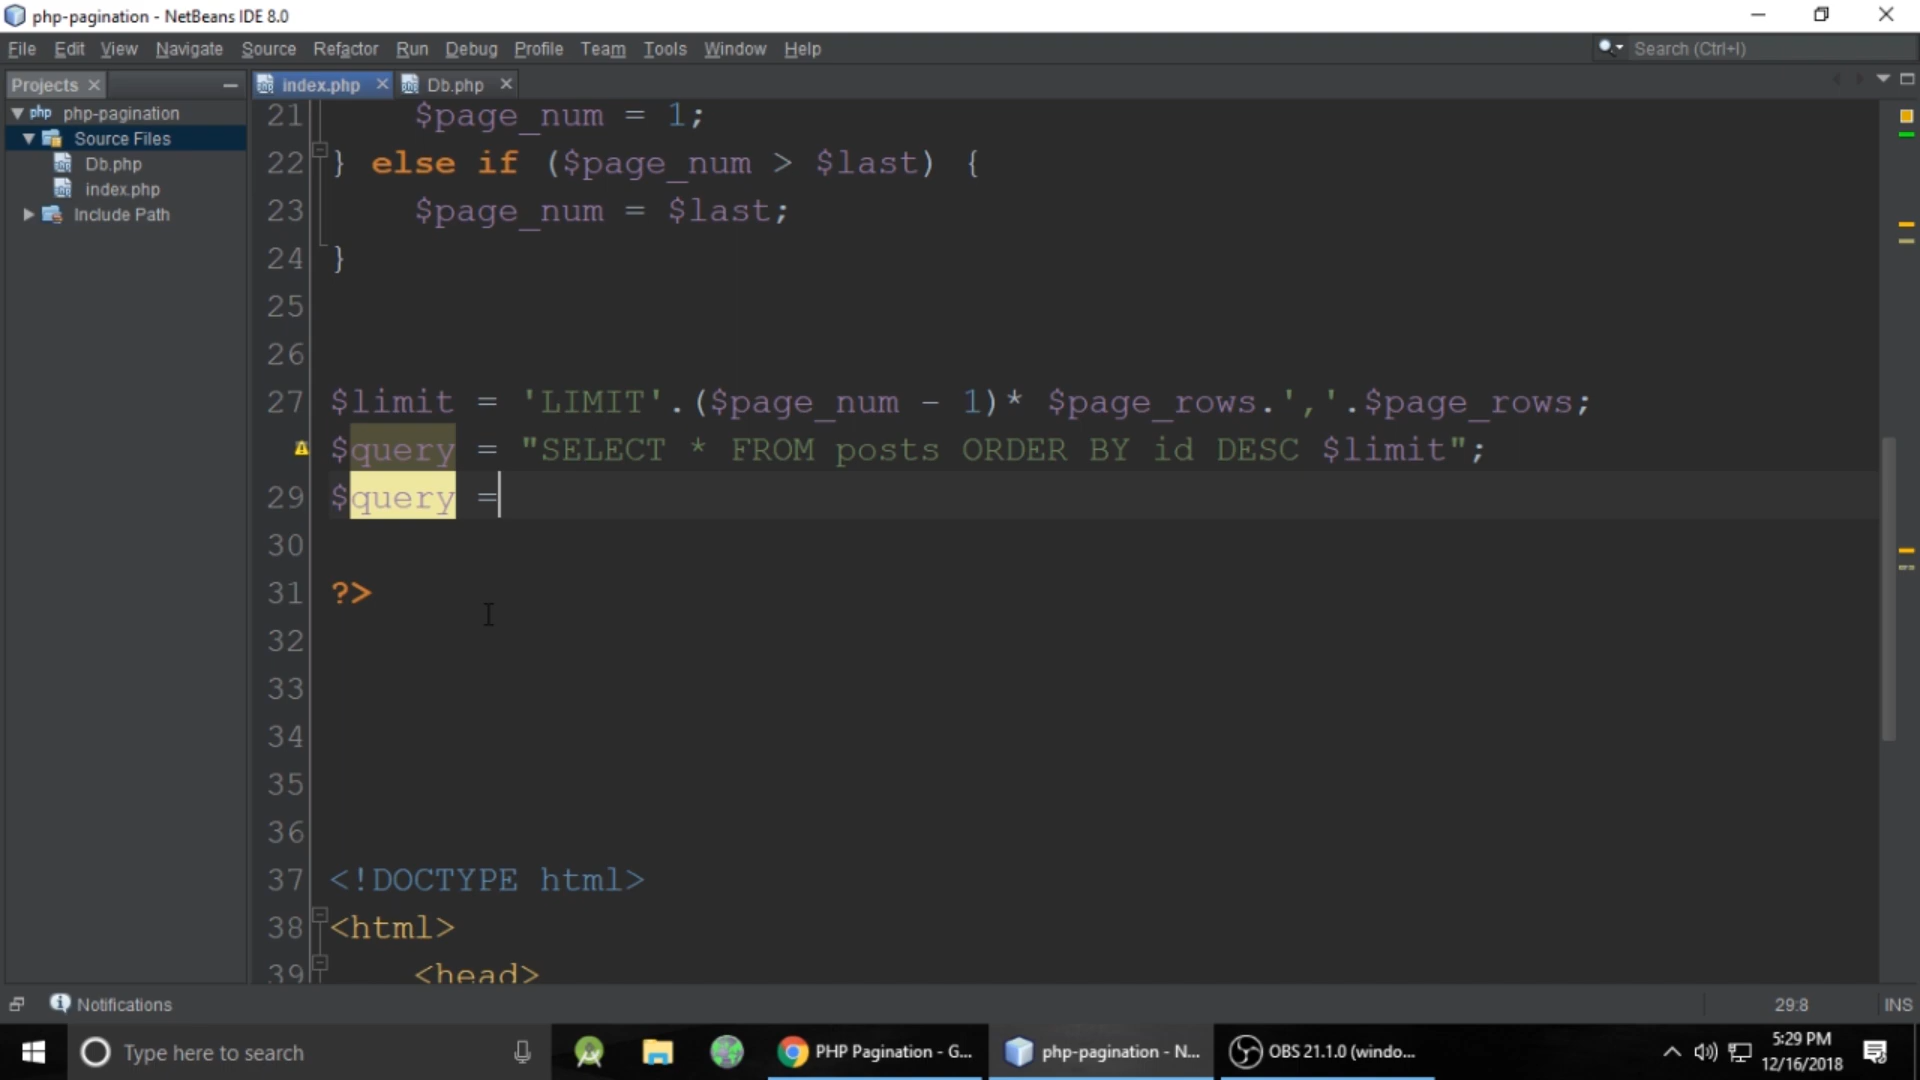 php-pagination - NetBeans IDE 8.0
File Edit View Navigate Source Refactor Run Debug Profile Team Tools Window Help Search (Ctrl+I)
Projects index.php Db.php
php php-pagination
Source Files
Db.php
index.php
Include Path
21 $page_num = 1;
22 } else if ($page_num > $last) {
23 $page_num = $last;
24 }
25
26
27 $limit = 'LIMIT'.($page_num - 1)* $page_rows.','.$page_rows;
$query = "SELECT * FROM posts ORDER BY id DESC $limit";
29 $query =
30
31 ?>
32
33
34
35
36
37 <!DOCTYPE html>
38 <html>
39 <head>
Notifications 29:8 INS
Type here to search PHP Pagination - G... php-pagination - N... OBS 21.1.0 (windo... 5:29 PM
12/16/2018